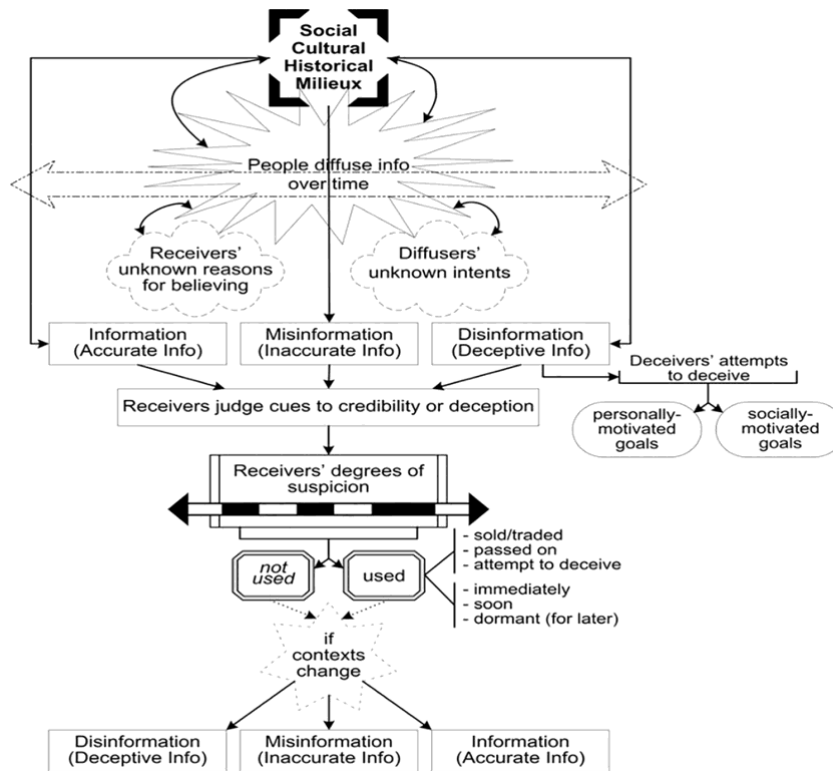 Social
Cultural
Historical
Milieux
People diffuse info
over time
Receivers'
unknown reasons
for believing
Diffusers'
unknown intents
Information
(Accurate Info)
Misinformation
(Inaccurate Info)
Disinformation
(Deceptive Info)
Deceivers' attempts
to deceive
personally-
motivated
goals
socially-
motivated
goals
Receivers judge cues to credibility or deception
Receivers' degrees of
suspicion
not
used
used
- sold/traded
- passed on
- attempt to deceive
- immediately
- soon
- dormant (for later)
if
contexts
change
Disinformation
(Deceptive Info)
Misinformation
(Inaccurate Info)
Information
(Accurate Info)